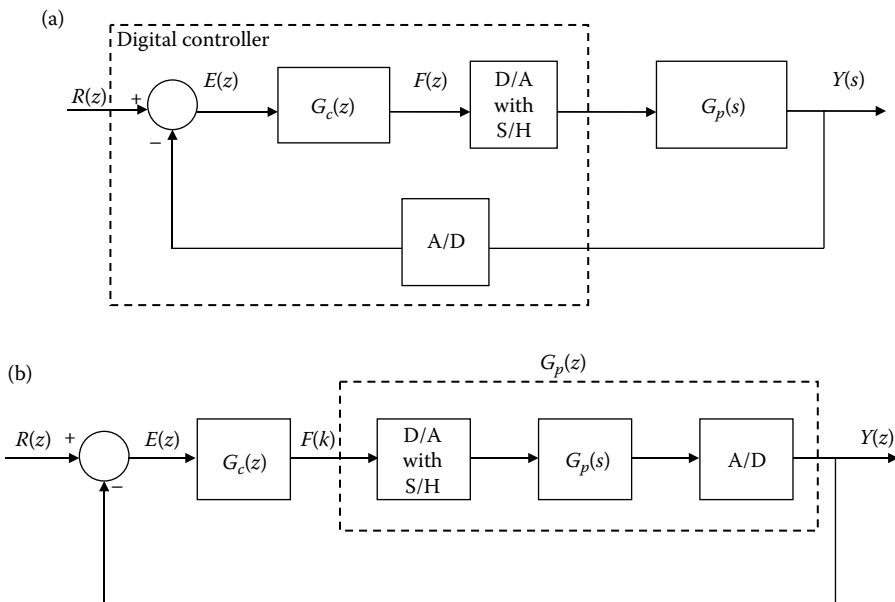 (a)
Digital controller
R(z)
+
−
E(z)
G_c(z)
F(z)
D/A
with
S/H
G_p(s)
Y(s)
A/D
(b)
G_p(z)
R(z)
+
−
E(z)
G_c(z)
F(k)
D/A
with
S/H
G_p(s)
A/D
Y(z)